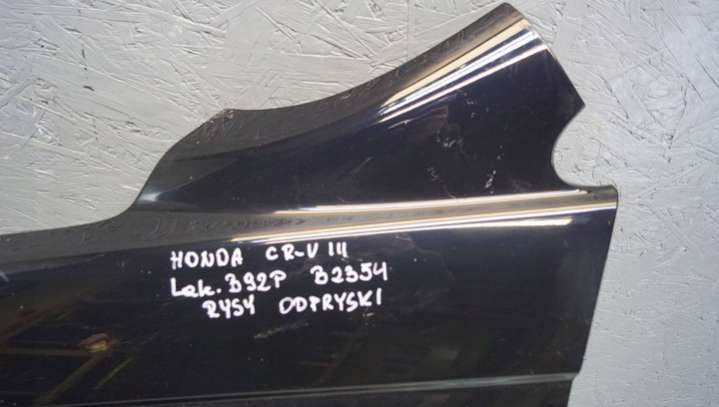 HONDA CR-V III
Lak. B92P B2354
RYSY ODPRYSKI